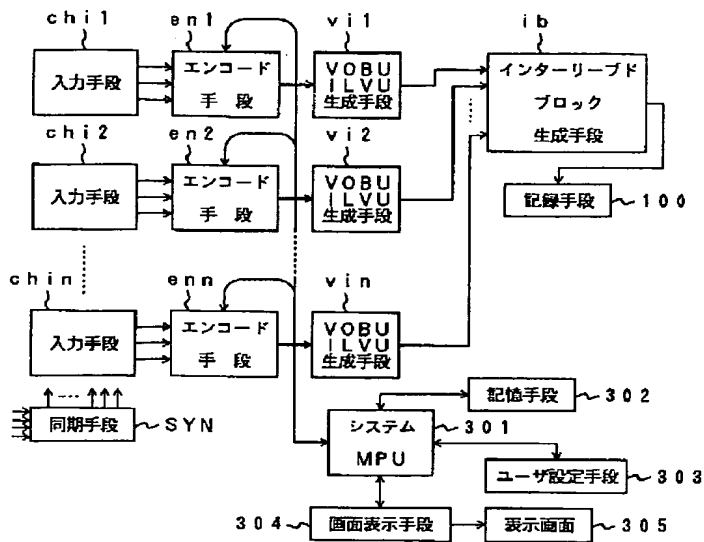 chi1
en1
vi1
ib
入力手段
エンコード
手段
VOBU
ILVU
生成手段
インターリーブド
ブロック
生成手段
chi2
en2
vi2
入力手段
エンコード
手段
VOBU
ILVU
生成手段
記録手段
100
chin
enn
vin
入力手段
エンコード
手段
VOBU
ILVU
生成手段
同期手段
SYN
システム
MPU
301
記憶手段
302
ユーザ設定手段
303
304
画面表示手段
表示画面
305